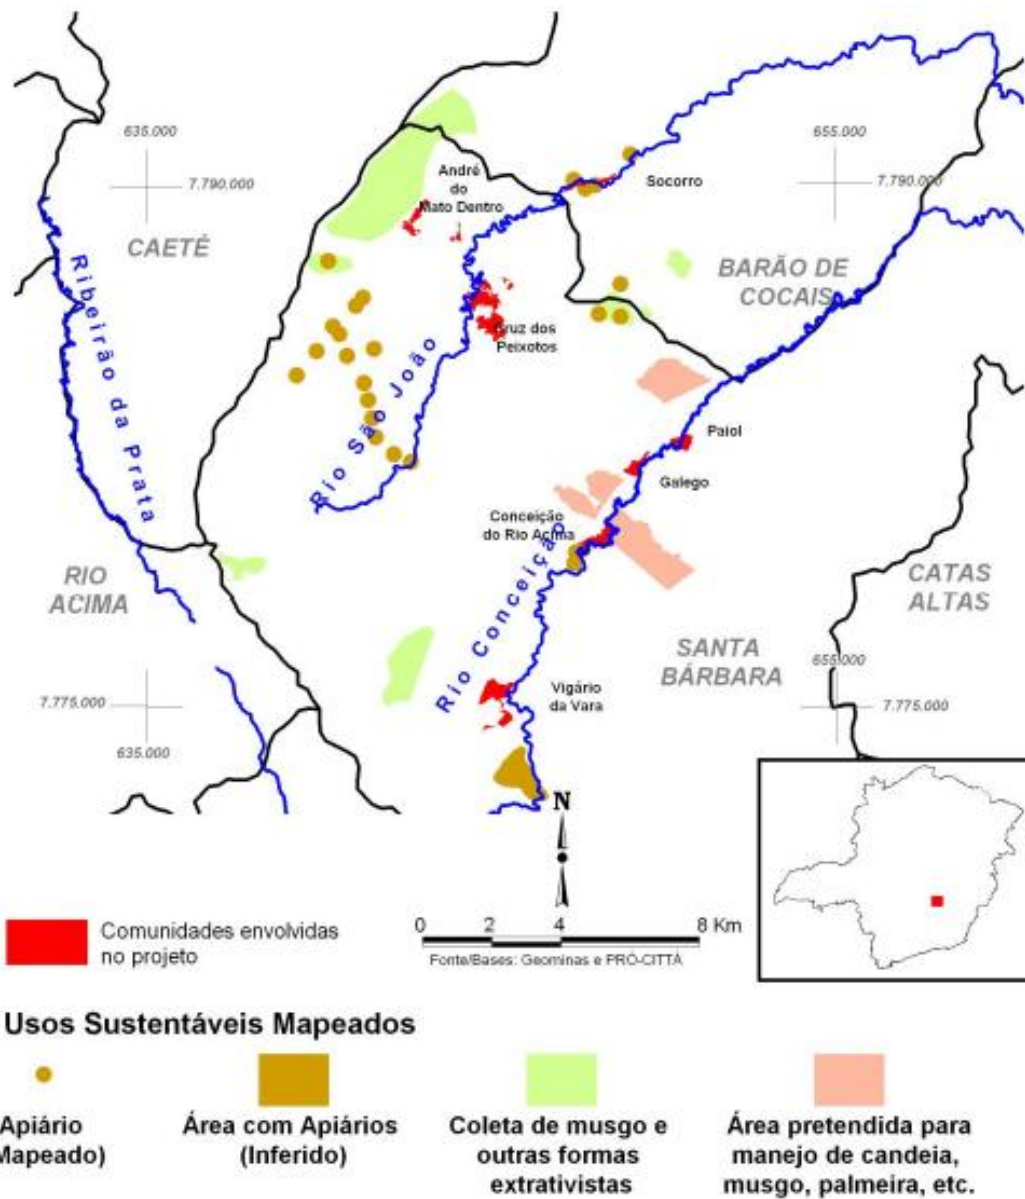 635.000
7.790.000
655.000
7.790.000
André
do
Mato Dentro
Socorro
CAETÉ
BARÃO DE
COCAIS
Ribeirão da Prata
Cruz dos
Peixotos
Rio São João
Paiol
Galego
Conceição
do Rio Acima
Rio Conceição
RIO
ACIMA
CATAS
ALTAS
SANTA
BÁRBARA
655.000
7.775.000
7.775.000
635.000
Vigário
da Vara
N
0 2 4 8 Km
Fonte/Bases: Geominas e PRÓ-CITTÀ
Comunidades envolvidas
no projeto
Usos Sustentáveis Mapeados
Apiário
Mapeado)
Área com Apiários
(Inferido)
Coleta de musgo e
outras formas
extrativistas
Área pretendida para
manejo de candeia,
musgo, palmeira, etc.